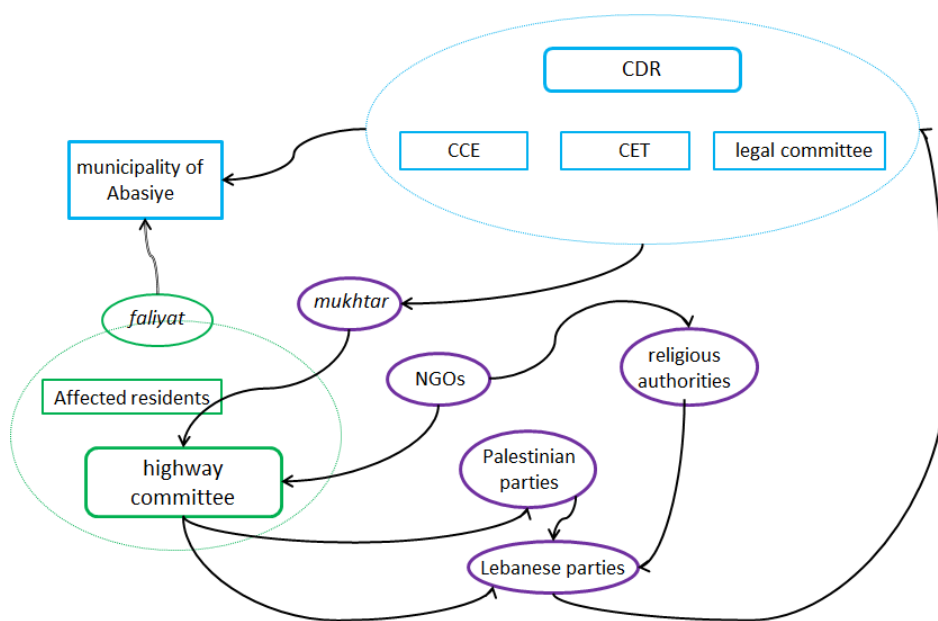 CDR
CCE
CET
legal committee
municipality of
Abasiye
mukhtar
faliyat
NGOs
religious
authorities
Affected residents
highway
committee
Palestinian
parties
Lebanese parties